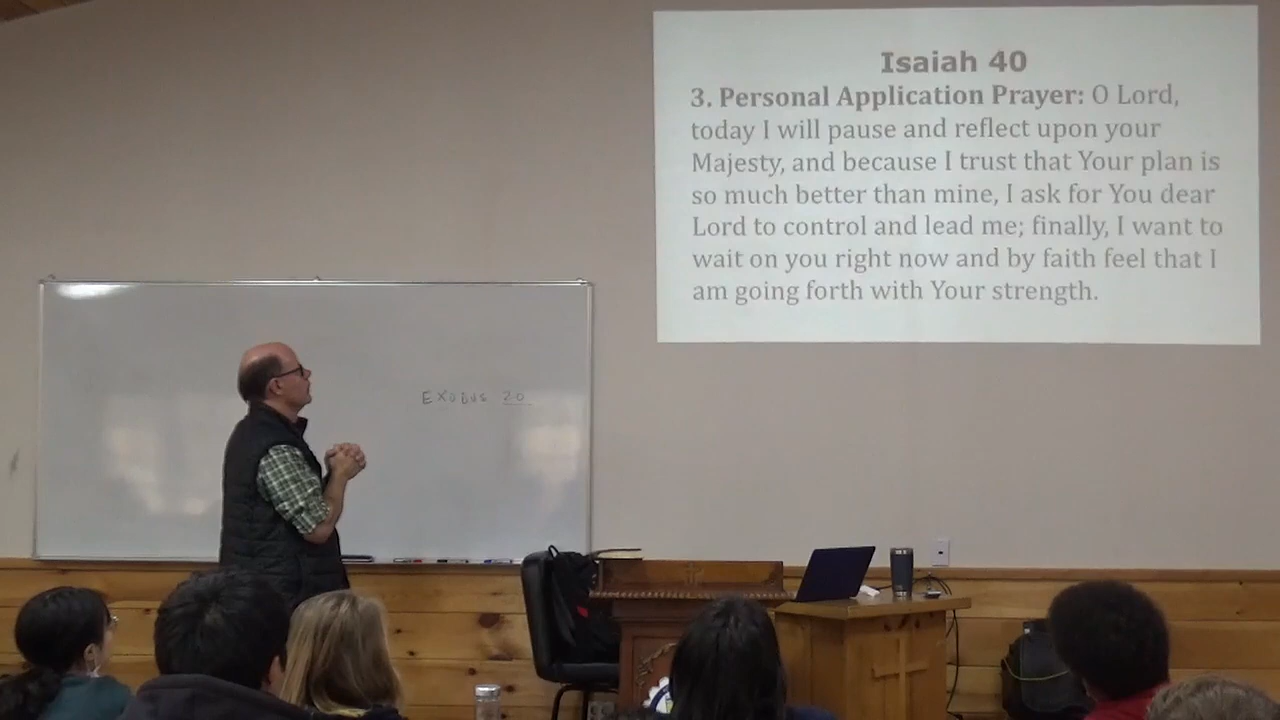 Isaiah 40
3. Personal Application Prayer: O Lord,
today I will pause and reflect upon your
Majesty, and because I trust that Your plan is
so much better than mine, I ask for You dear
Lord to control and lead me; finally, I want to
wait on you right now and by faith feel that I
am going forth with Your strength.
EXODUS 20